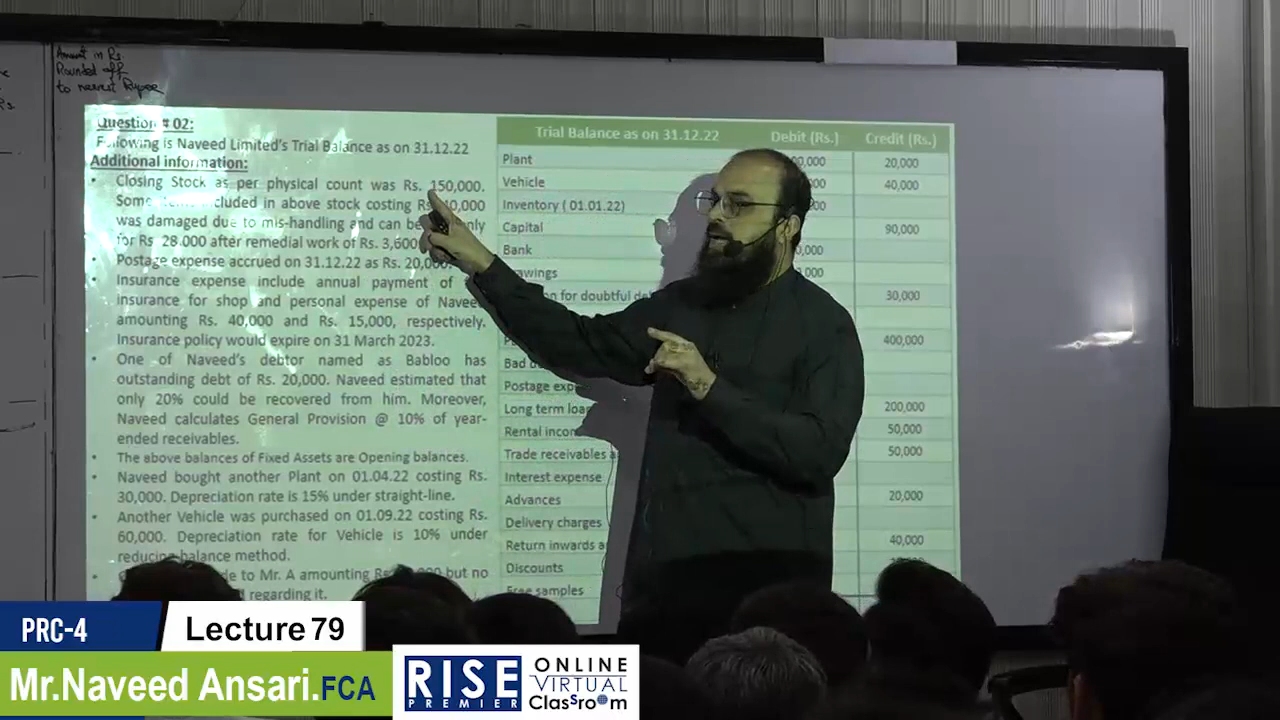 Amount in Rs.
Rounded off
to nearest Rupee
Question # 02:
Following is Naveed Limited's Trial Balance as on 31.12.22
Additional information:
• Closing Stock as per physical count was Rs. 150,000.
Some included in above stock costing
was damaged due to mis-handling and can be
for Rs. 28.000 after remedial work of Rs. 3,600
• Postage expense accrued on 31.12.22 as Rs. 20,000.
• Insurance expense include annual payment of
insurance for shop and personal expense of Naveed
amounting Rs. 40,000 and Rs. 15,000, respectively.
Insurance policy would expire on 31 March 2023.
• One of Naveed's debtor named as Babloo has
outstanding debt of Rs. 20,000. Naveed estimated that
only 20% could be recovered from him. Moreover,
Naveed calculates General Provision @ 10% of year-
ended receivables.
• The above balances of Fixed Assets are Opening balances.
• Naveed bought another Plant on 01.04.22 costing Rs.
30,000. Depreciation rate is 15% under straight-line.
• Another Vehicle was purchased on 01.09.22 costing Rs.
60,000. Depreciation rate for Vehicle is 10% under
reducing balance method.
• to Mr. A amounting but no
regarding it.
Trial Balance as on 31.12.22 Debit (Rs.) Credit (Rs.)
Plant 20,000
Vehicle 40,000
Inventory ( 01.01.22)
Capital 90,000
Bank
for doubtful 30,000
400,000
Bad
Postage
Long term 200,000
Rental 50,000
Trade receivables 50,000
Interest expense
Advances 20,000
Delivery charges
Return inwards 40,000
Discounts
Free samples
PRC-4
Lecture 79
Mr.Naveed Ansari.FCA
RISE
PREMIER
ONLINE
VIRTUAL
ClasSroom